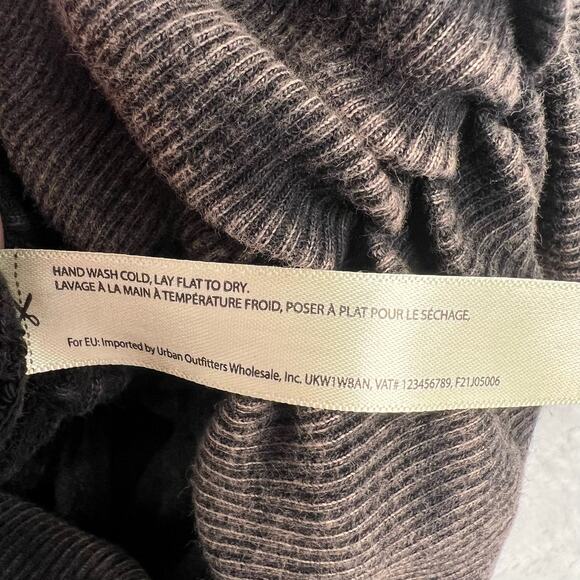 HAND WASH COLD, LAY FLAT TO DRY.
LAVAGE À LA MAIN À TEMPÉRATURE FROID, POSER À PLAT POUR LE SÉCHAGE,
For EU: Imported by Urban Outfitters Wholesale, Inc. UKW1W8AN, VAT# 123456789, F21J05006